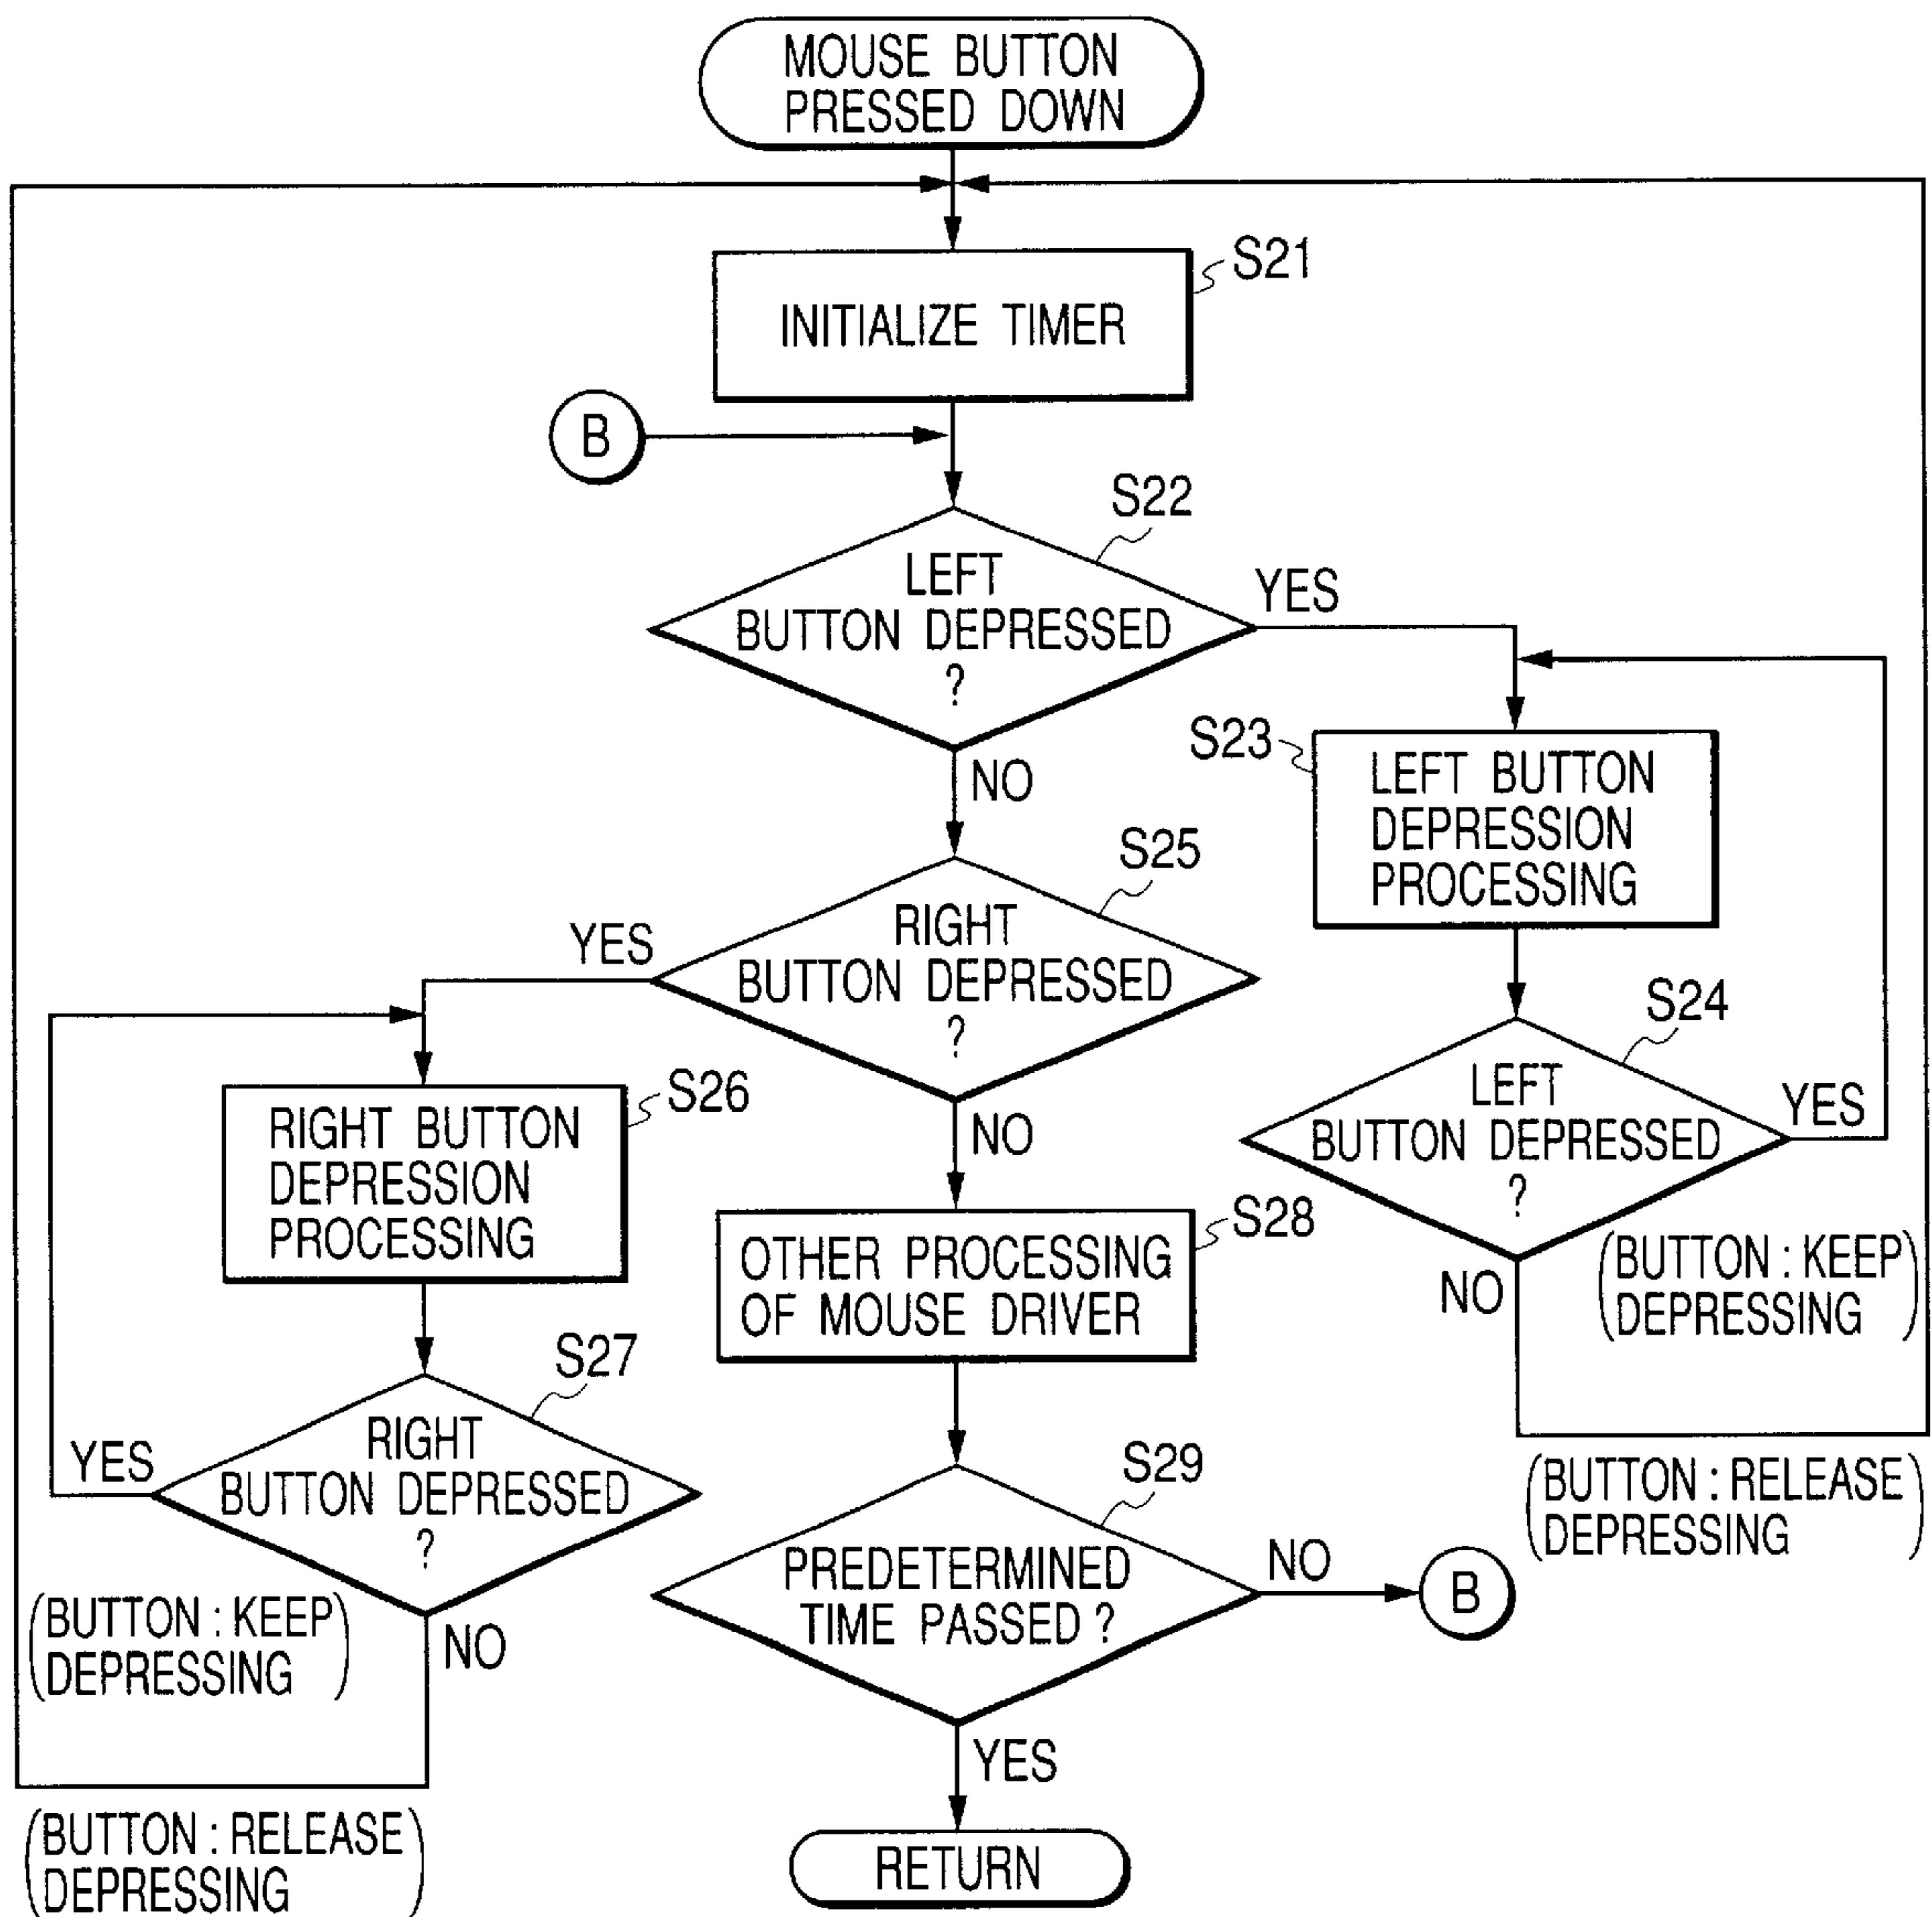 MOUSE BUTTON
PRESSED DOWN
S21
INITIALIZE TIMER
B
S22
LEFT
BUTTON DEPRESSED
?
YES
NO
S23
LEFT BUTTON
DEPRESSION
PROCESSING
S25
RIGHT
BUTTON DEPRESSED
?
YES
NO
S24
LEFT
BUTTON DEPRESSED
?
YES
(BUTTON : KEEP
DEPRESSING)
NO
(BUTTON : RELEASE
DEPRESSING)
S26
RIGHT BUTTON
DEPRESSION
PROCESSING
S28
OTHER PROCESSING
OF MOUSE DRIVER
S27
RIGHT
BUTTON DEPRESSED
?
YES
(BUTTON : KEEP
DEPRESSING)
NO
(BUTTON : RELEASE
DEPRESSING)
S29
PREDETERMINED
TIME PASSED ?
NO
B
YES
RETURN